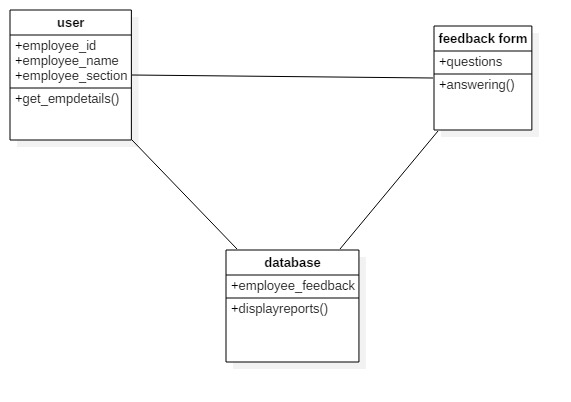 user
+employee_id
+employee_name
+employee_section
+get_empdetails()
feedback form
+questions
+answering()
database
+employee_feedback
+displayreports()